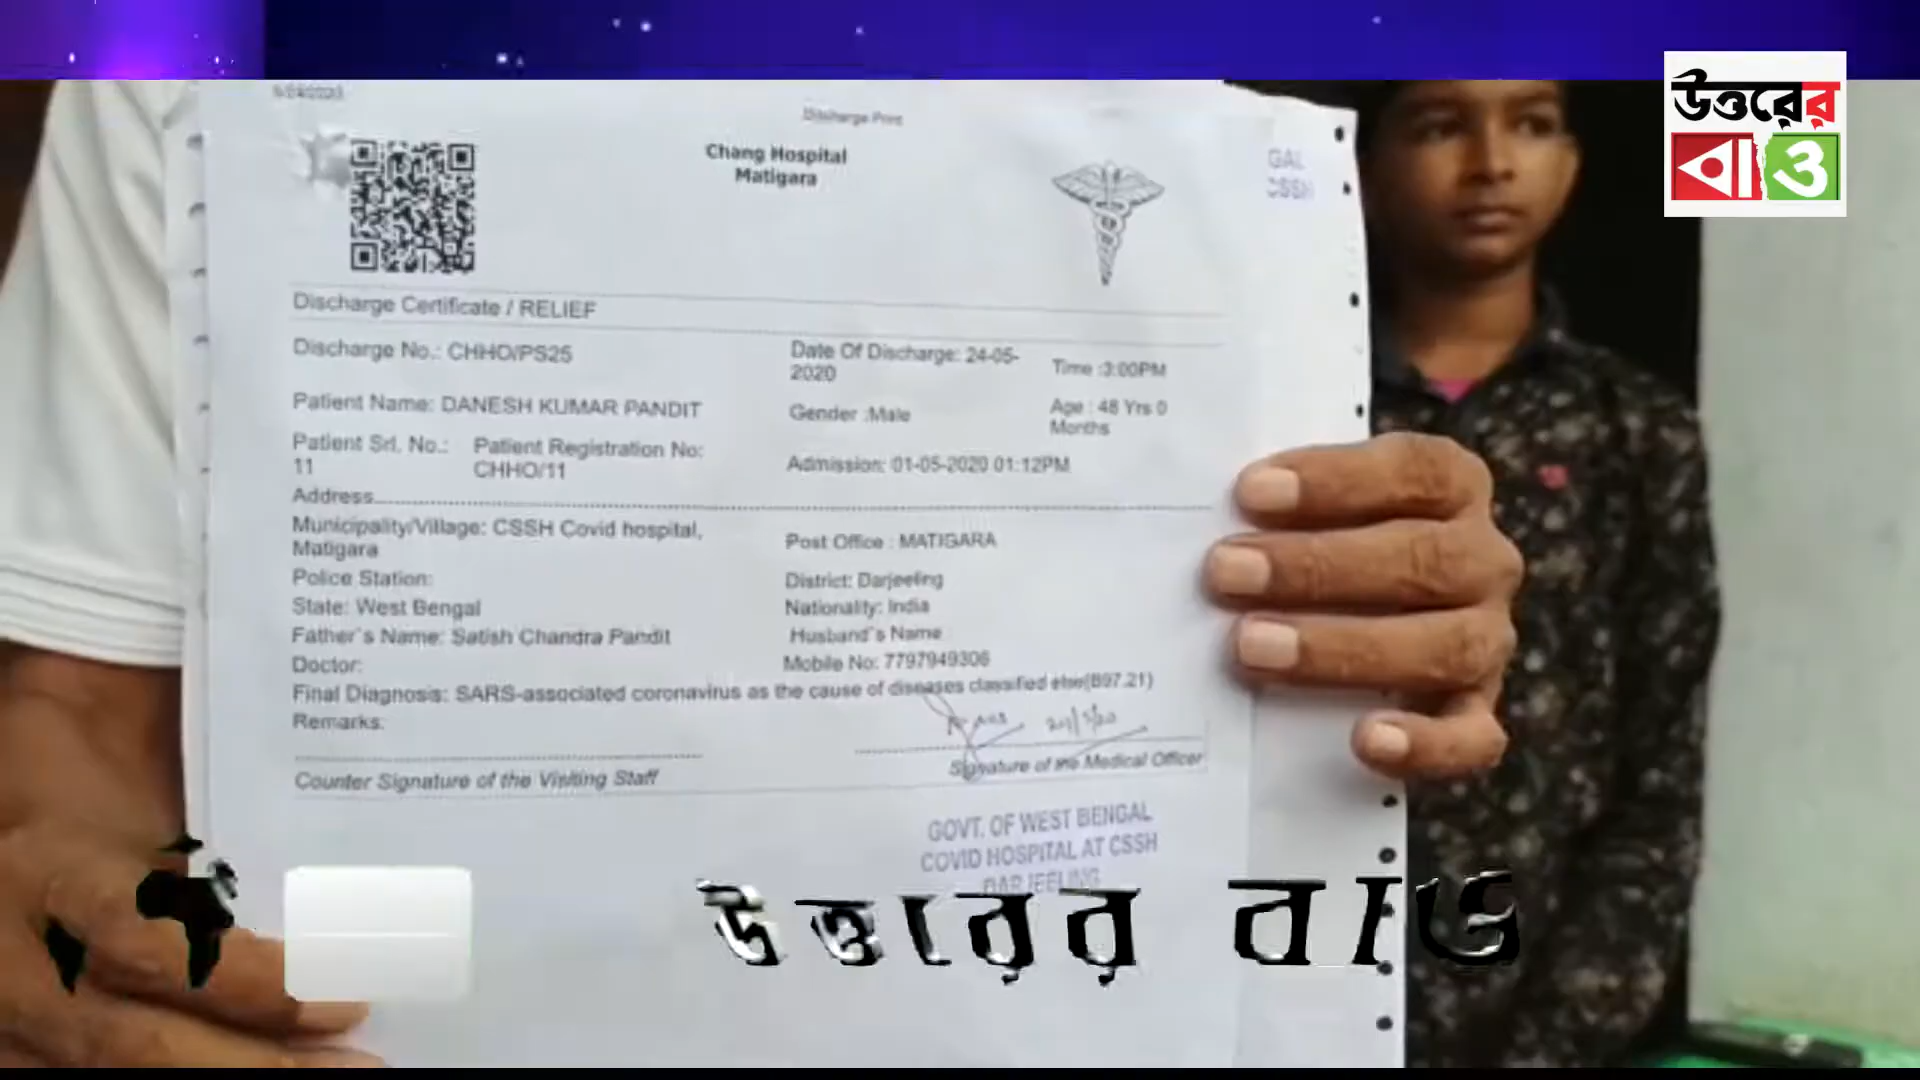 উত্তরের
বাও
Discharge Print
Chang Hospital
Matigara
GAL
CSSH
Discharge Certificate / RELIEF
Discharge No.: CHHO/PS25
Date Of Discharge: 24-05-
2020
Time :3:00PM
Patient Name: DANESH KUMAR PANDIT
Gender :Male
Age : 48 Yrs 0
Months
Patient Srl. No.:
11
Patient Registration No:
CHHO/11
Admission: 01-05-2020 01:12PM
Address
Municipality/Village: CSSH Covid hospital,
Matigara
Post Office : MATIGARA
Police Station:
District: Darjeeling
State: West Bengal
Nationality: India
Father`s Name: Satish Chandra Pandit
Husband`s Name
Doctor:
Mobile No: 7797949306
Final Diagnosis: SARS-associated coronavirus as the cause of diseases classified else(B97.21)
Remarks:
Counter Signature of the Visiting Staff
Signature of the Medical Officer
GOVT. OF WEST BENGAL
COVID HOSPITAL AT CSSH
DARJEELING
উত্তরের বাও